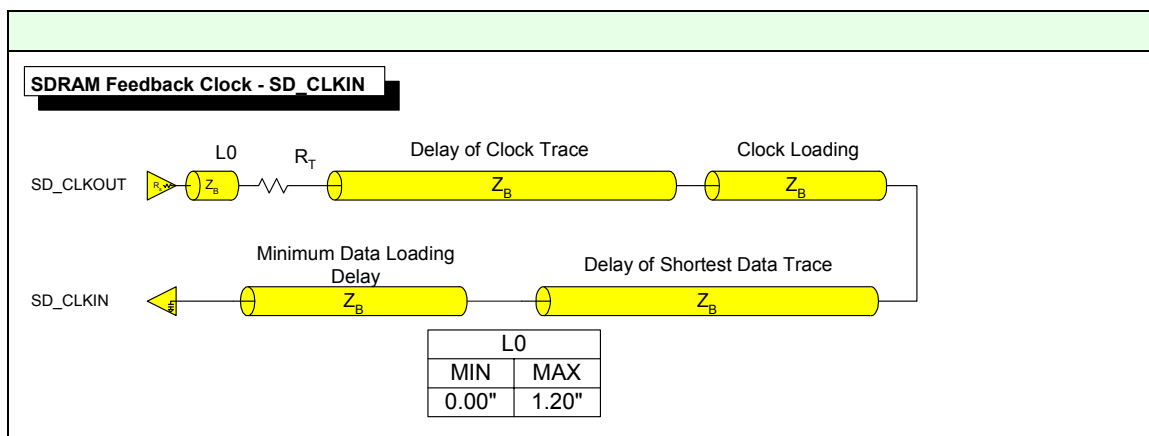 SDRAM Feedback Clock - SD_CLKIN
L0
R_T
Delay of Clock Trace
Clock Loading
SD_CLKOUT
R_s
Z_B
Z_B
Z_B
Minimum Data Loading
Delay
Delay of Shortest Data Trace
SD_CLKIN
Z_B
Z_B
L0
MIN MAX
0.00" 1.20"